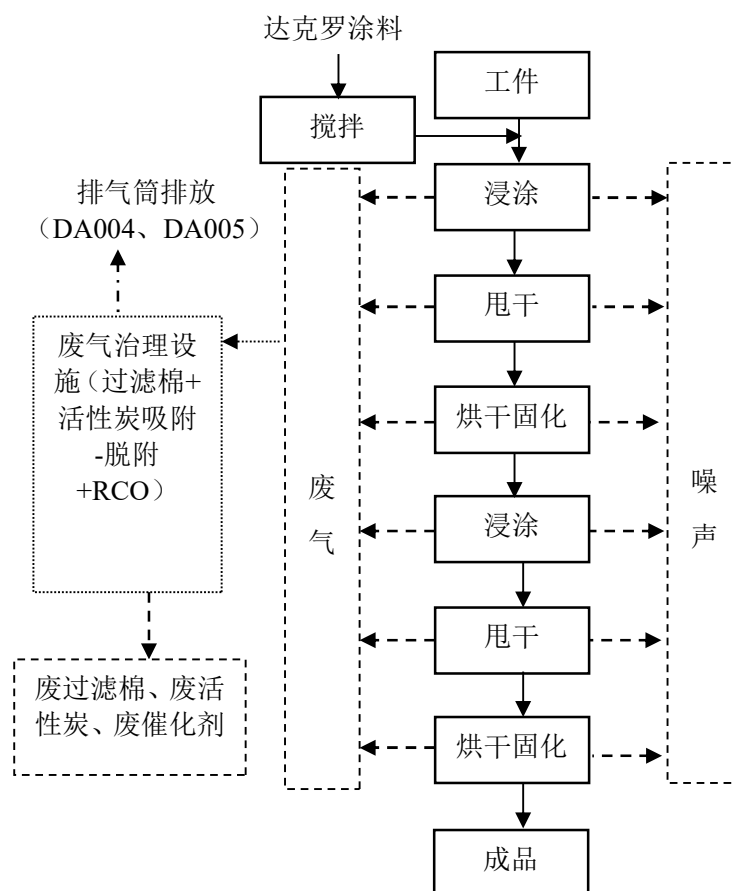 达克罗涂料
工件
搅拌
排气筒排放
（DA004、DA005）
浸涂
甩干
废气治理设
施（过滤棉+
活性炭吸附
-脱附
+RCO）
烘干固化
废
气
噪
声
浸涂
甩干
废过滤棉、废活
性炭、废催化剂
烘干固化
成品